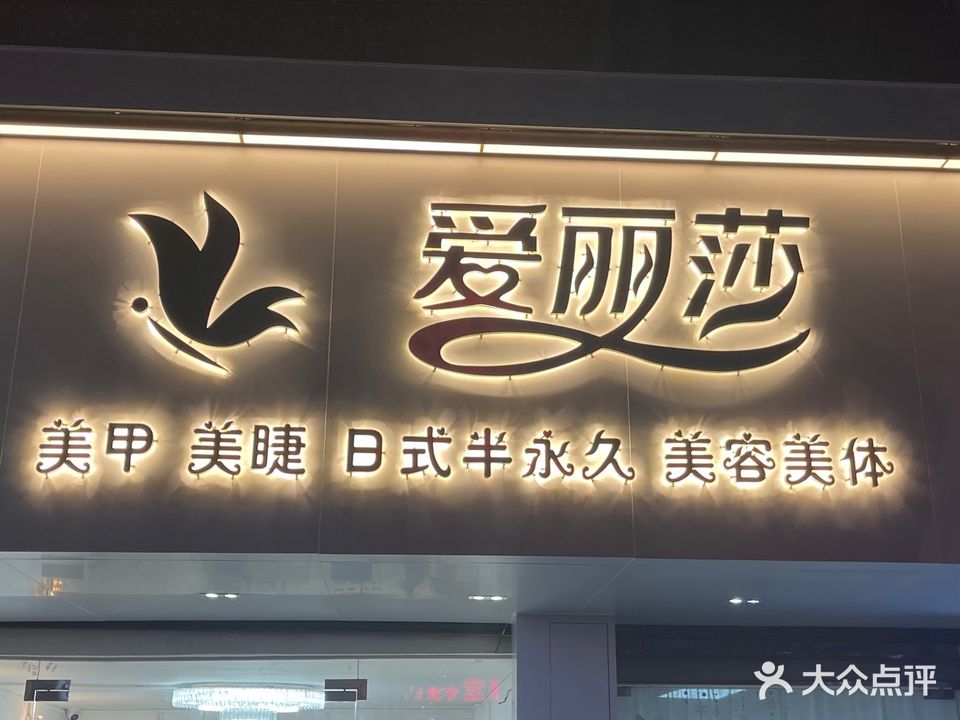 爱丽莎
美甲 美睫 日式半永久 美容美体
大众点评